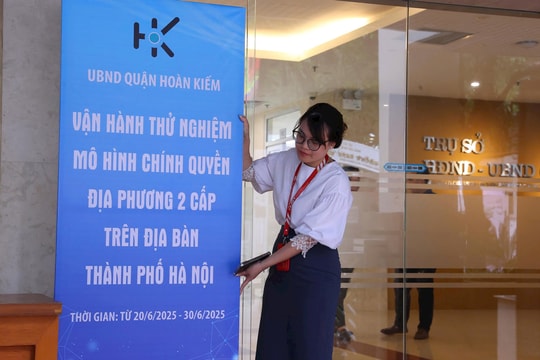 HK
UBND QUẬN HOÀN KIẾM
VẬN HÀNH THỬ NGHIỆM
MÔ HÌNH CHÍNH QUYỀN
ĐỊA PHƯƠNG 2 CẤP
TRÊN ĐỊA BÀN
THÀNH PHỐ HÀ NỘI
THỜI GIAN: TỪ 20/6/2025 - 30/6/2025
TRỤ SỞ
HĐND - UBND